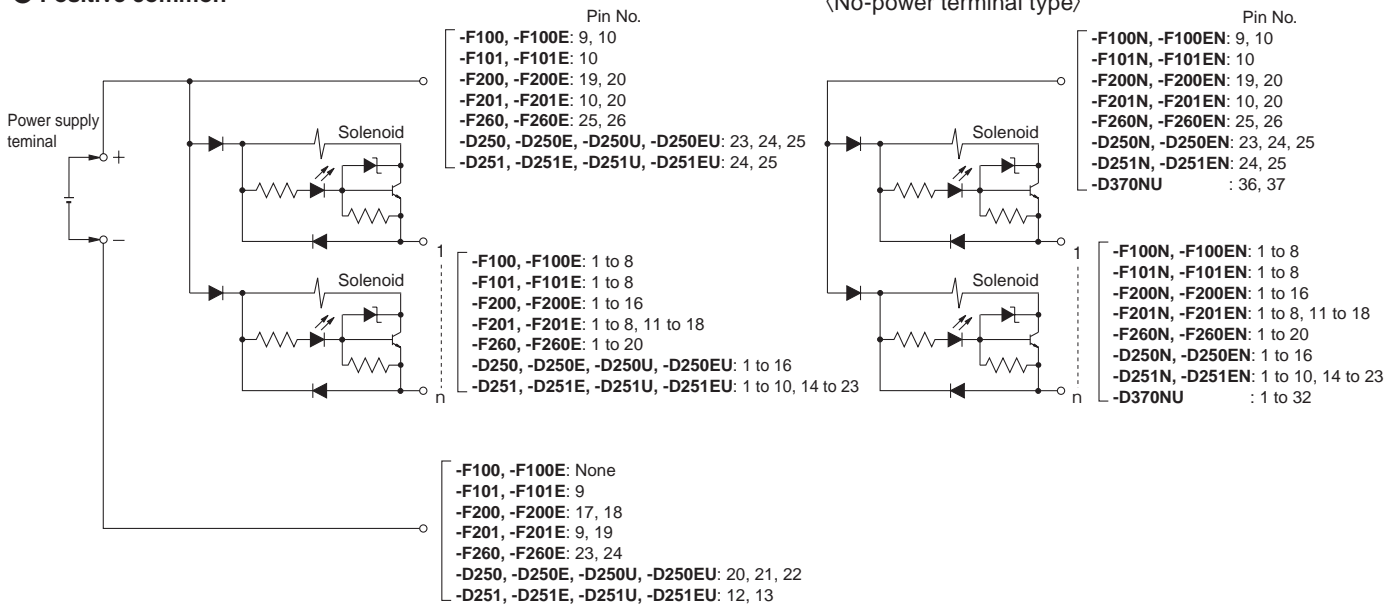 Positive common
Pin No.
-F100, -F100E: 9, 10
-F101, -F101E: 10
-F200, -F200E: 19, 20
-F201, -F201E: 10, 20
-F260, -F260E: 25, 26
-D250, -D250E, -D250U, -D250EU: 23, 24, 25
-D251, -D251E, -D251U, -D251EU: 24, 25
Power supply
teminal
+
−
Solenoid
1
-F100, -F100E: 1 to 8
-F101, -F101E: 1 to 8
-F200, -F200E: 1 to 16
-F201, -F201E: 1 to 8, 11 to 18
-F260, -F260E: 1 to 20
-D250, -D250E, -D250U, -D250EU: 1 to 16
-D251, -D251E, -D251U, -D251EU: 1 to 10, 14 to 23
Solenoid
n
-F100, -F100E: None
-F101, -F101E: 9
-F200, -F200E: 17, 18
-F201, -F201E: 9, 19
-F260, -F260E: 23, 24
-D250, -D250E, -D250U, -D250EU: 20, 21, 22
-D251, -D251E, -D251U, -D251EU: 12, 13
〈No-power terminal type〉
Pin No.
-F100N, -F100EN: 9, 10
-F101N, -F101EN: 10
-F200N, -F200EN: 19, 20
-F201N, -F201EN: 10, 20
-F260N, -F260EN: 25, 26
-D250N, -D250EN: 23, 24, 25
-D251N, -D251EN: 24, 25
-D370NU : 36, 37
Solenoid
1
-F100N, -F100EN: 1 to 8
-F101N, -F101EN: 1 to 8
-F200N, -F200EN: 1 to 16
-F201N, -F201EN: 1 to 8, 11 to 18
-F260N, -F260EN: 1 to 20
-D250N, -D250EN: 1 to 16
-D251N, -D251EN: 1 to 10, 14 to 23
-D370NU : 1 to 32
Solenoid
n